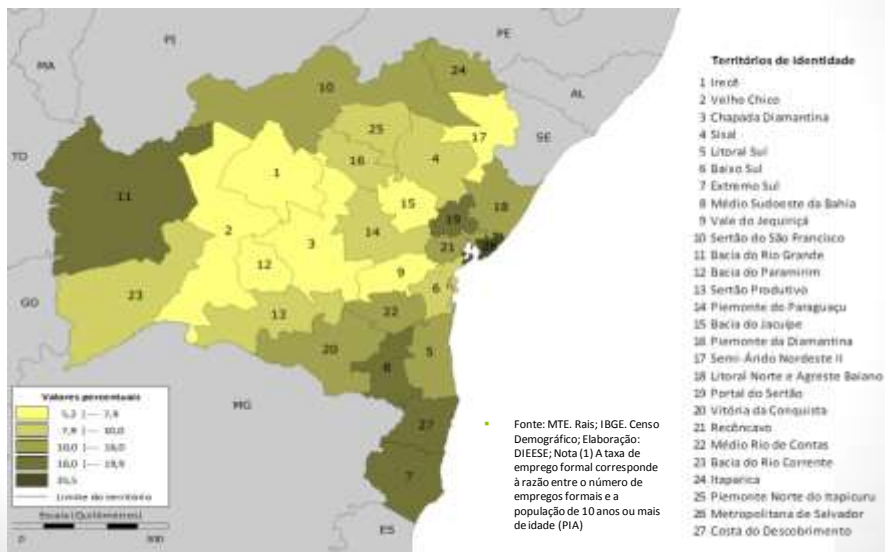 PI
PE
MA
AL
SE
TO
GO
MG
ES
24
10
17
25
4
16
1
11
15
18
19
2
14
3
21
12
9
23
6
13
22
20
5
8
27
7
Valores percentuais
5,2 |--- 7,9
7,9 |--- 10,0
10,0 |--- 16,0
16,0 |--- 19,9
Limite do território
Escala (Quilômetros)
0
Fonte: MTE. Rais; IBGE. Censo
Demográfico; Elaboração:
DIEESE; Nota (1) A taxa de
emprego formal corresponde
à razão entre o número de
empregos formais e a
população de 10 anos ou mais
de idade (PIA)
Territórios de Identidade
1 Irecê
2 Velho Chico
3 Chapada Diamantina
4 Sisal
5 Litoral Sul
6 Baixo Sul
7 Extremo Sul
8 Médio Sudoeste da Bahia
9 Vale do Jequiriçá
10 Sertão do São Francisco
11 Bacia do Rio Grande
12 Bacia do Paramirim
13 Sertão Produtivo
14 Piemonte do Paraguaçu
15 Bacia do Jacuípe
16 Piemonte da Diamantina
17 Semi-Árido Nordeste II
18 Litoral Norte e Agreste Baiano
19 Portal do Sertão
20 Vitória da Conquista
21 Recôncavo
22 Médio Rio de Contas
23 Bacia do Rio Corrente
24 Itaparica
25 Piemonte Norte do Itapicuru
26 Metropolitana de Salvador
27 Costa do Descobrimento